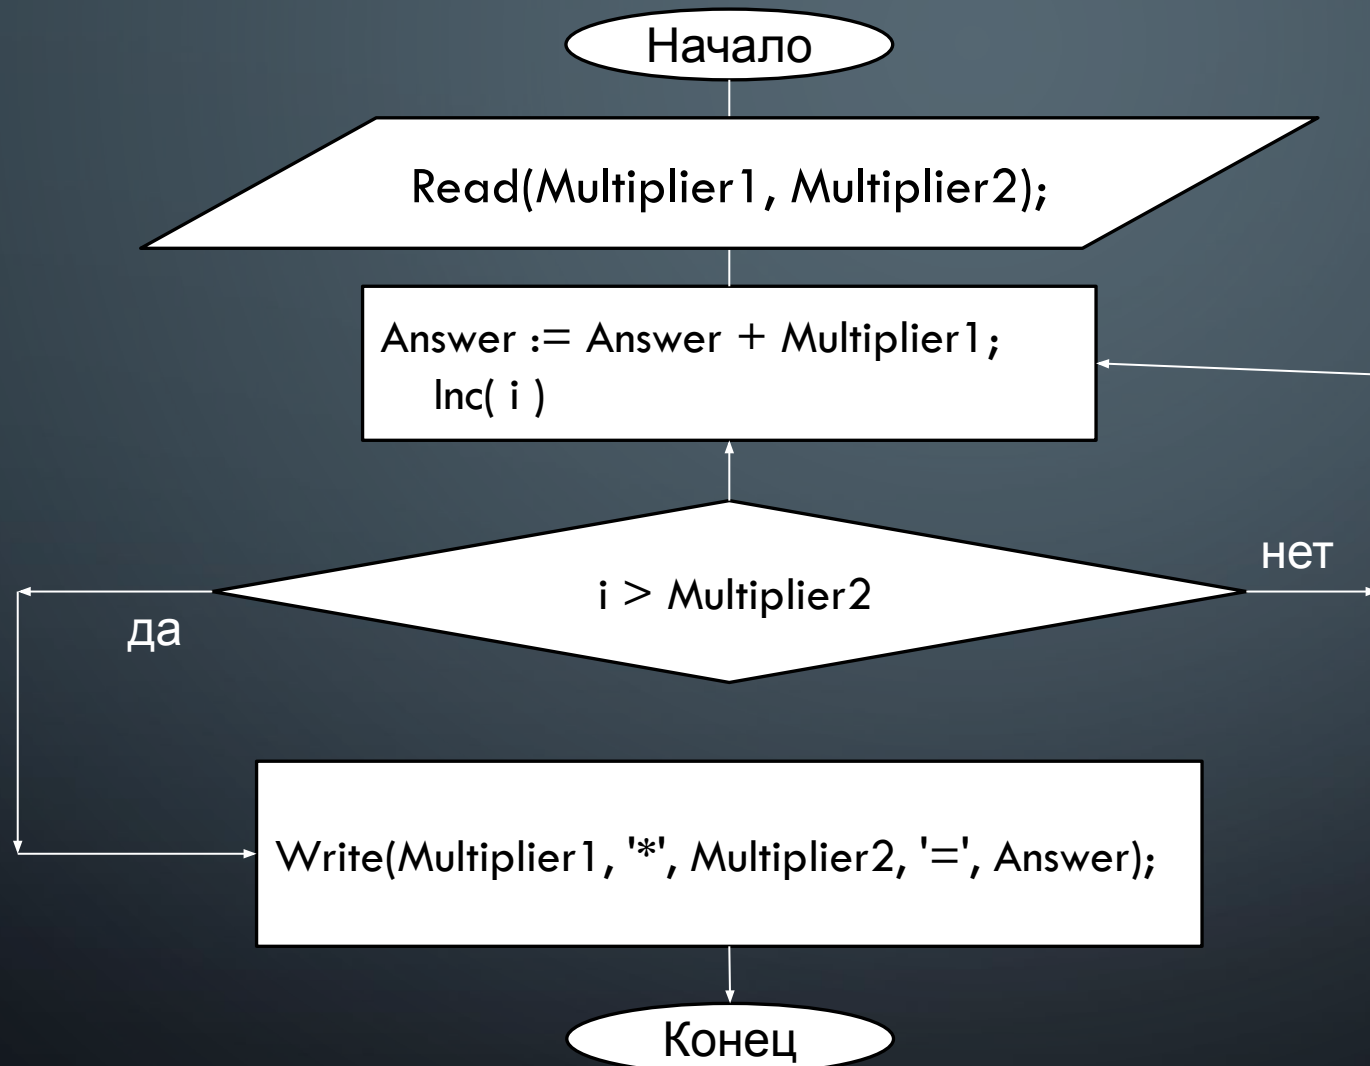 Начало
Read(Multiplier1, Multiplier2);
Answer := Answer + Multiplier1;
Inc( i )
i > Multiplier2
нет
да
Write(Multiplier1, '*', Multiplier2, '=', Answer);
Конец